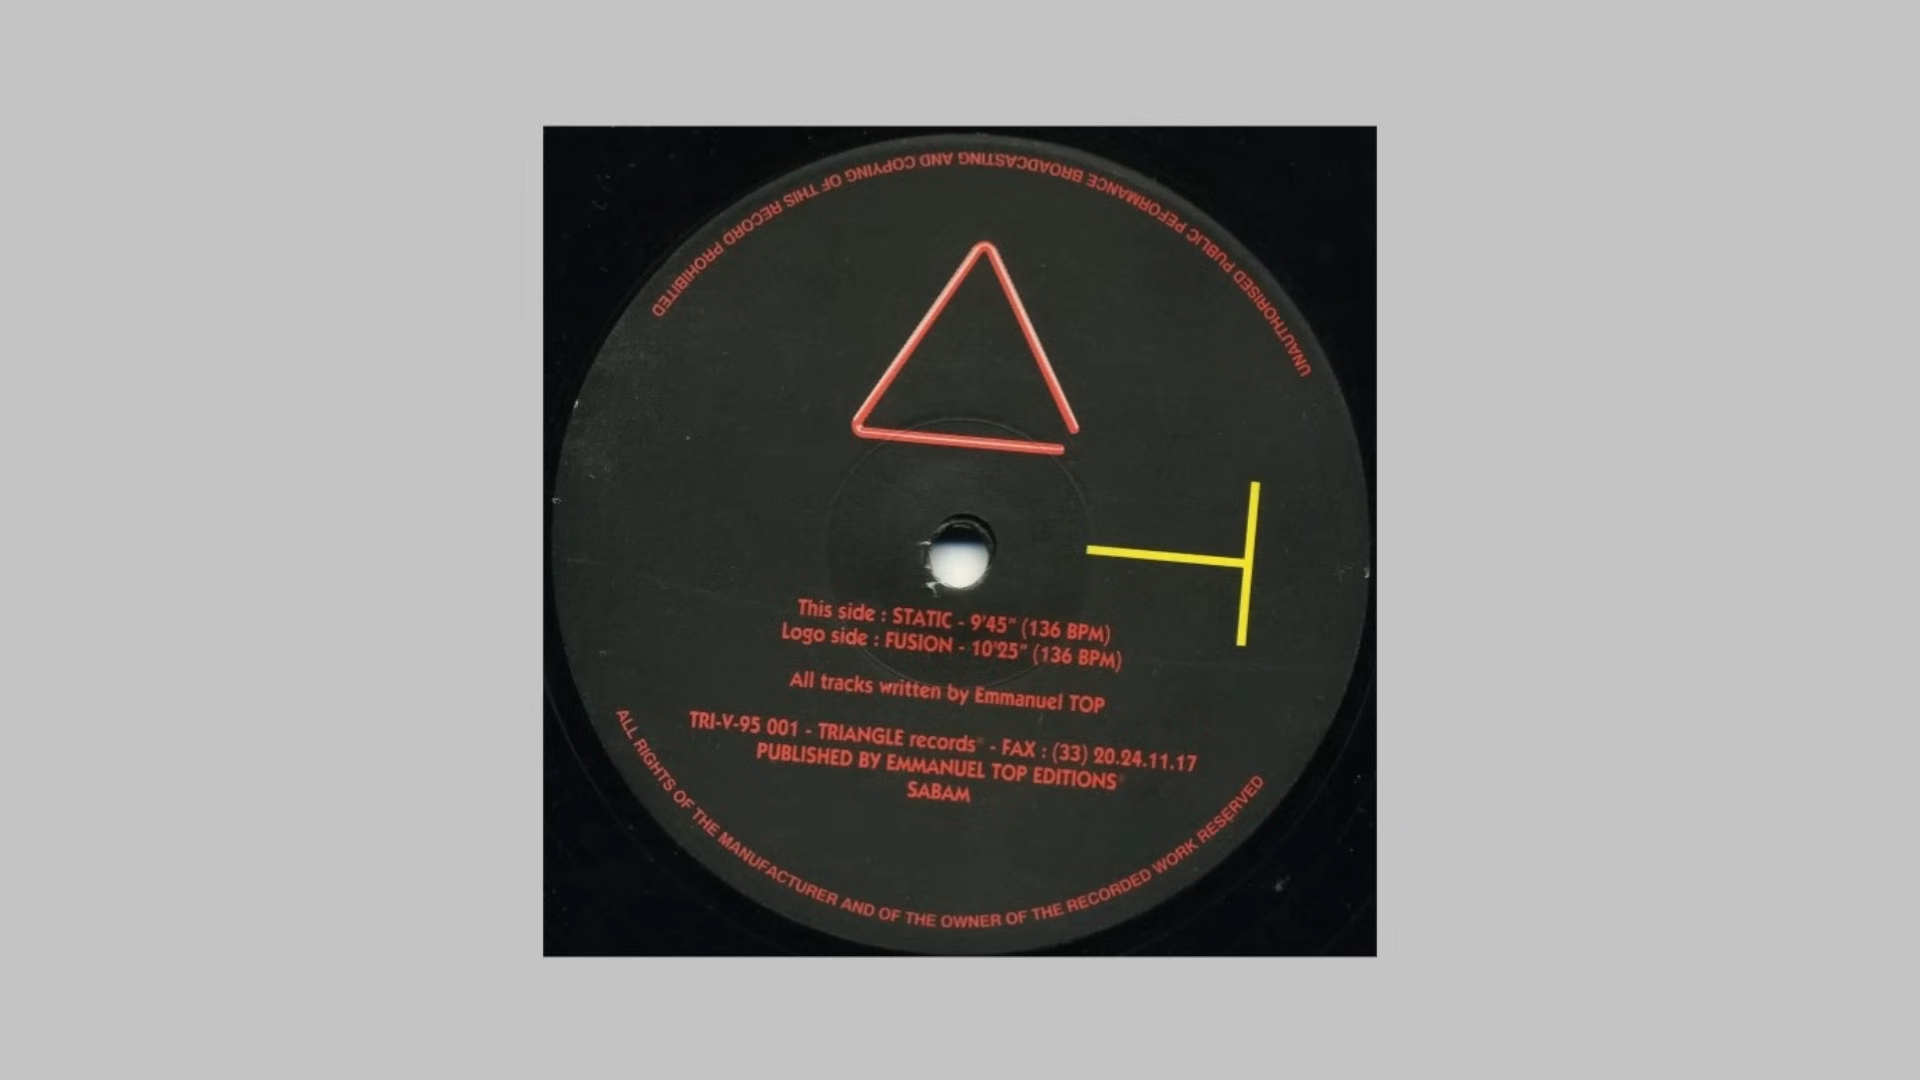 UNAUTHORISED PUBLIC PEFORMANCE BROADCASTING AND COPYING OF THIS RECORD PROHIBITED
This side : STATIC - 9'45" (136 BPM)
Logo side : FUSION - 10'25" (136 BPM)
All tracks written by Emmanuel TOP
TRI-V-95 001 - TRIANGLE records - FAX : (33) 20.24.11.17
PUBLISHED BY EMMANUEL TOP EDITIONS
SABAM
ALL RIGHTS OF THE MANUFACTURER AND OF THE OWNER OF THE RECORDED WORK RESERVED